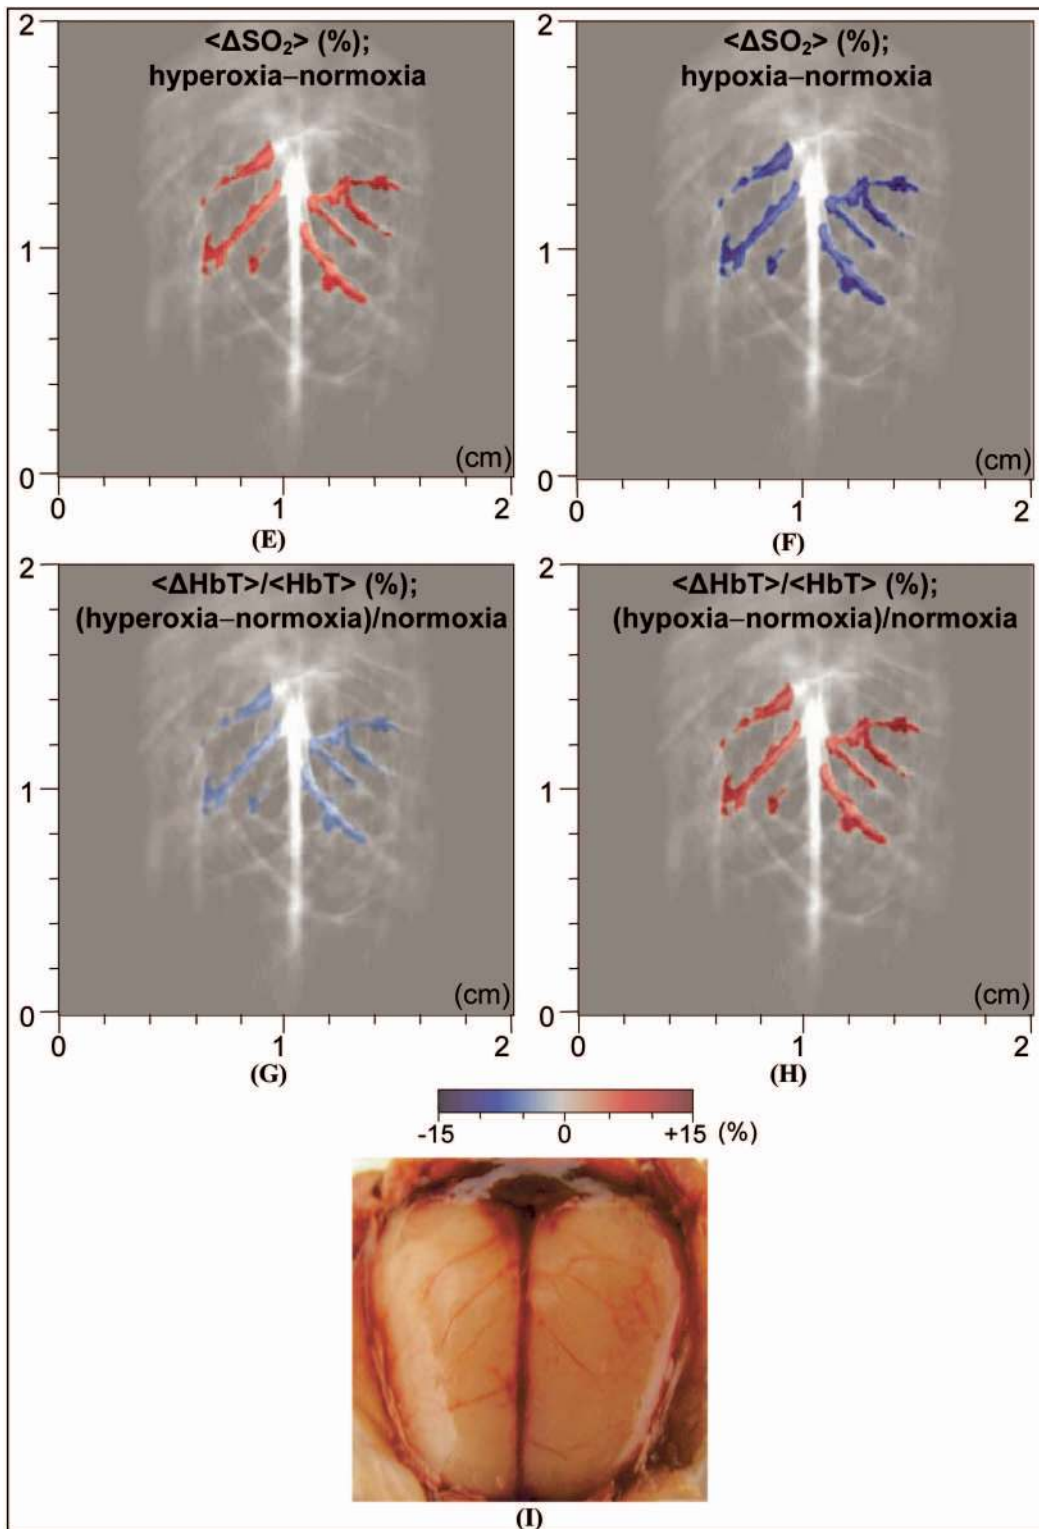 2
<ΔSO₂> (%);
hyperoxia–normoxia
1
0
(cm)
0
1
2
(E)
<ΔSO₂> (%);
hypoxia–normoxia
1
0
(cm)
0
1
2
(F)
2
<ΔHbT>/<HbT> (%);
(hyperoxia–normoxia)/normoxia
1
0
(cm)
0
1
2
(G)
2
<ΔHbT>/<HbT> (%);
(hypoxia–normoxia)/normoxia
1
0
(cm)
0
1
2
(H)
-15
0
+15 (%)
(I)